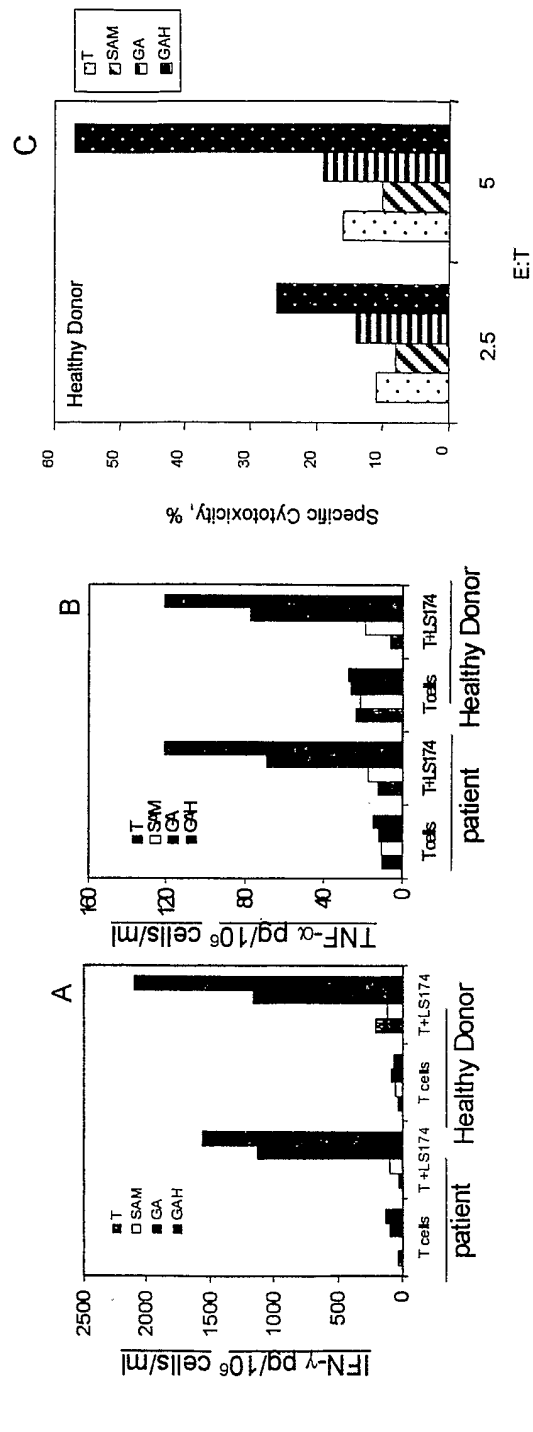 A
IFN-γ pg/10⁶ cells/ml
2500
2000
1500
1000
500
0
T
SAM
GA
GAH
T cells
T+LS174
T cells
T+LS174
patient
Healthy Donor
B
TNF-α pg/10⁶ cells/ml
160
120
80
40
0
T
SAM
GA
GAH
T cells
T+LS174
T cells
T+LS174
patient
Healthy Donor
C
Specific Cytotoxicity, %
60
50
40
30
20
10
0
Healthy Donor
2.5
5
E:T
T
SAM
GA
GAH